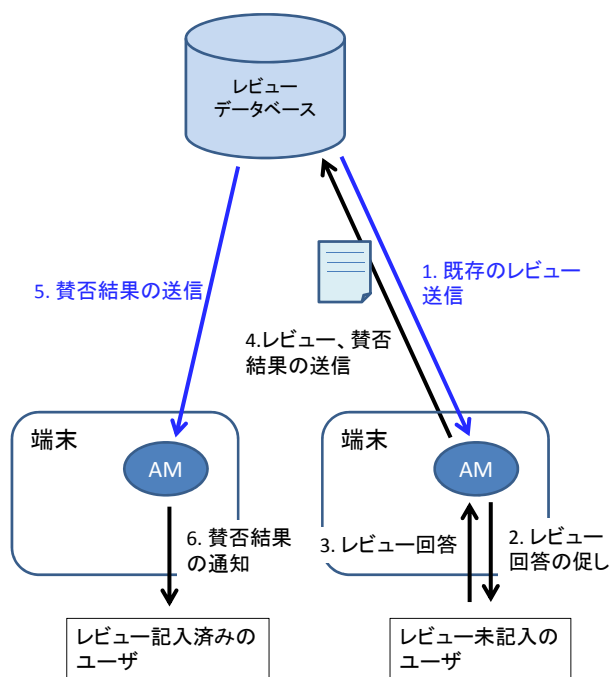 レビュー
データベース
5. 賛否結果の送信
1. 既存のレビュー
送信
4.レビュー、賛否
結果の送信
端末
AM
端末
AM
6. 賛否結果
の通知
3. レビュー回答
2. レビュー
回答の促し
レビュー記入済みの
ユーザ
レビュー未記入の
ユーザ